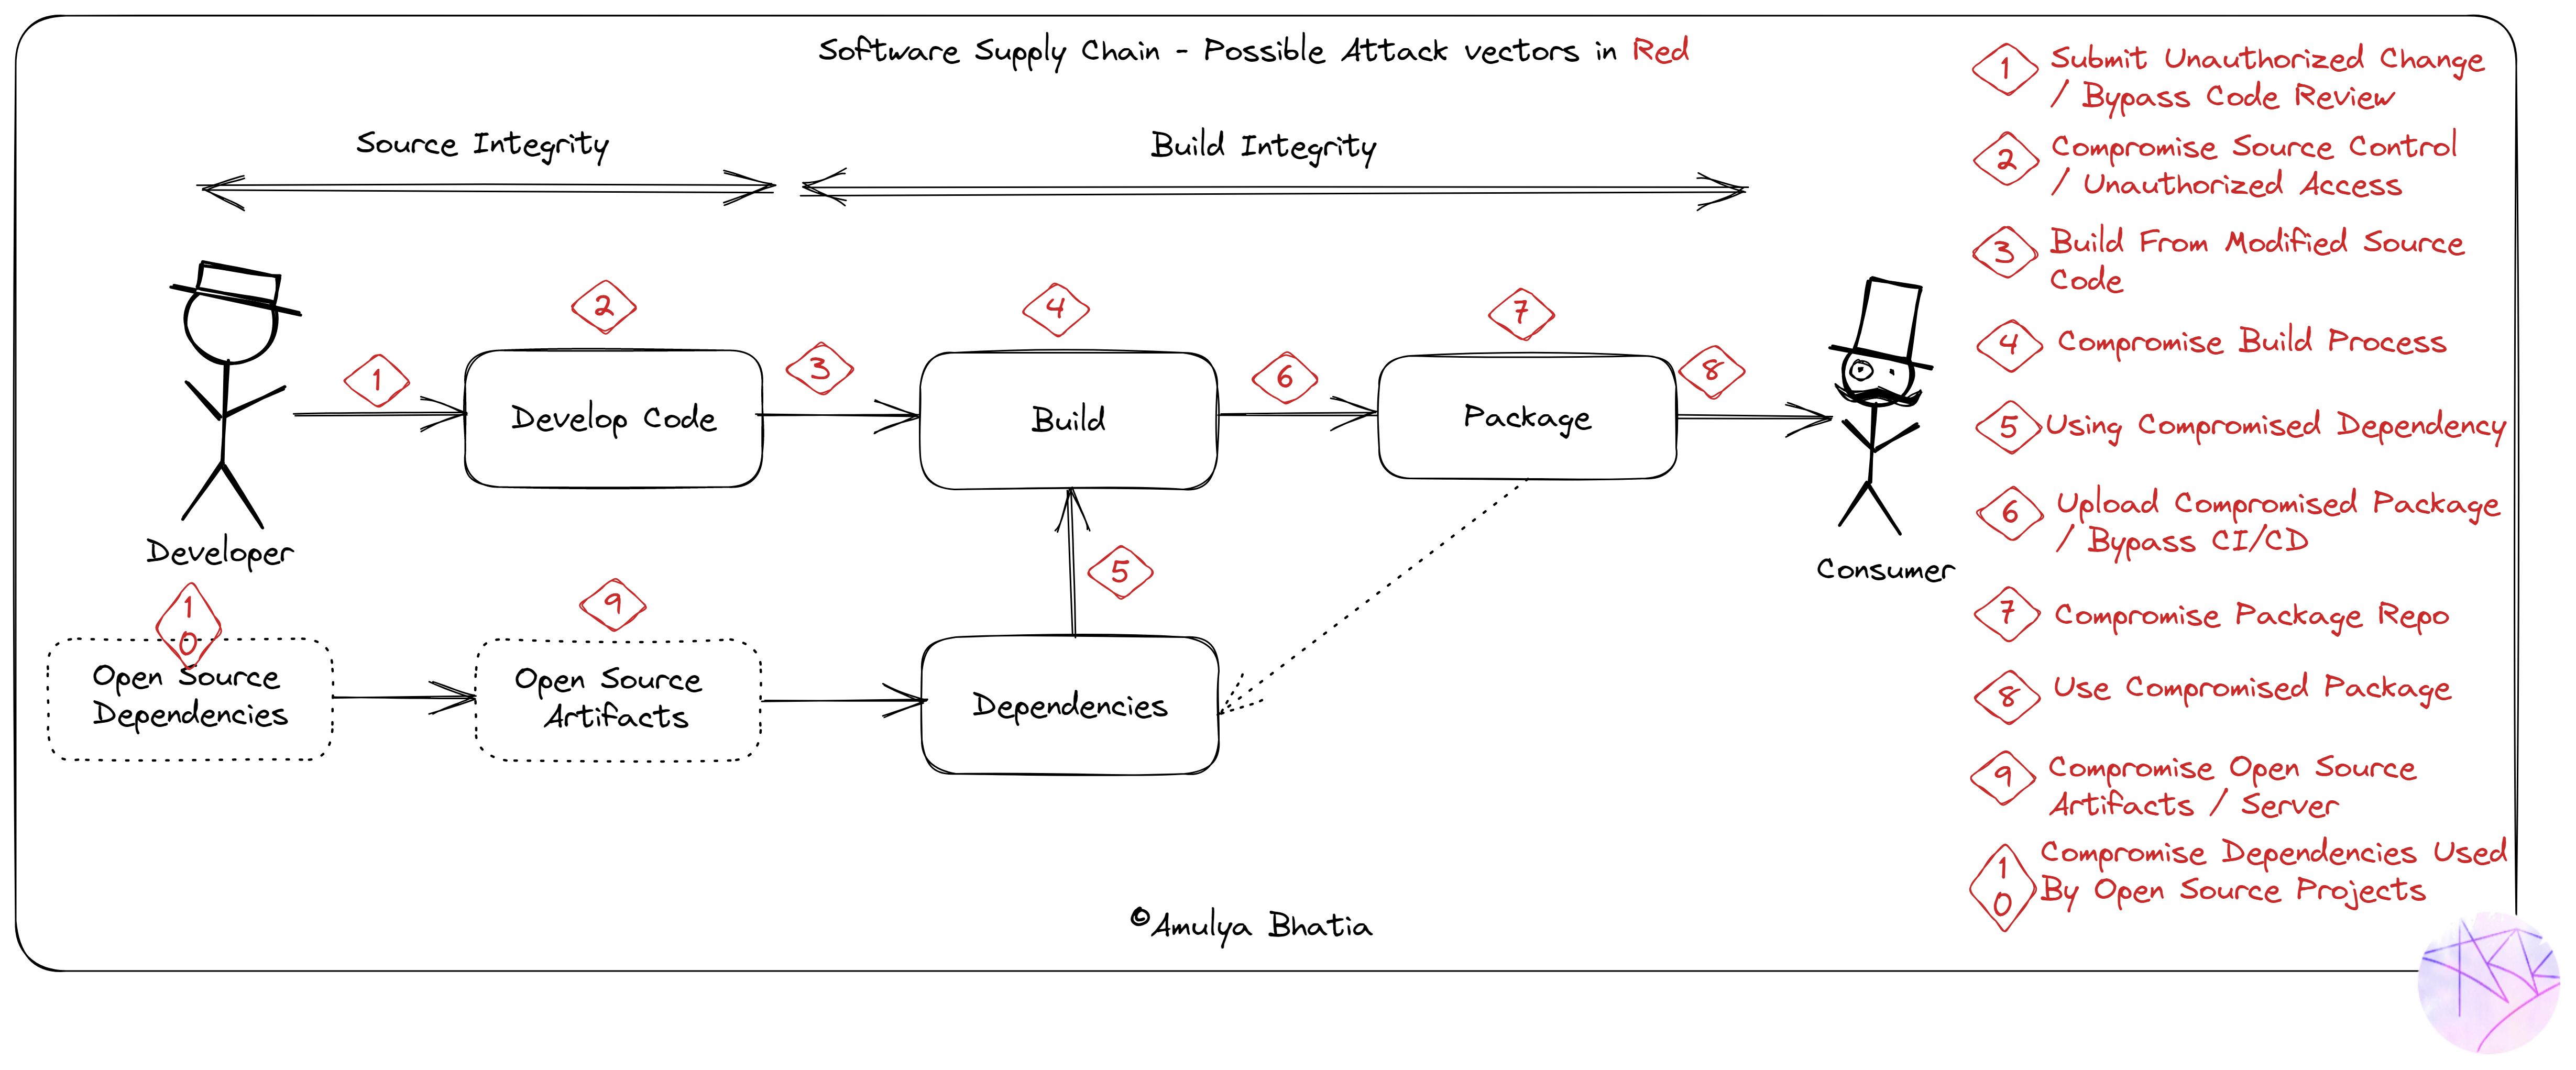 Software Supply Chain - Possible Attack vectors in Red
Source Integrity
Build Integrity
1
2
3
4
6
7
8
Develop Code
Build
Package
Developer
Consumer
10
9
5
Open Source
Dependencies
Open Source
Artifacts
Dependencies
©Amulya Bhatia
1 Submit Unauthorized Change
/ Bypass Code Review
2 Compromise Source Control
/ Unauthorized Access
3 Build From Modified Source
Code
4 Compromise Build Process
5 Using Compromised Dependency
6 Upload Compromised Package
/ Bypass CI/CD
7 Compromise Package Repo
8 Use Compromised Package
9 Compromise Open Source
Artifacts / Server
10 Compromise Dependencies Used
By Open Source Projects